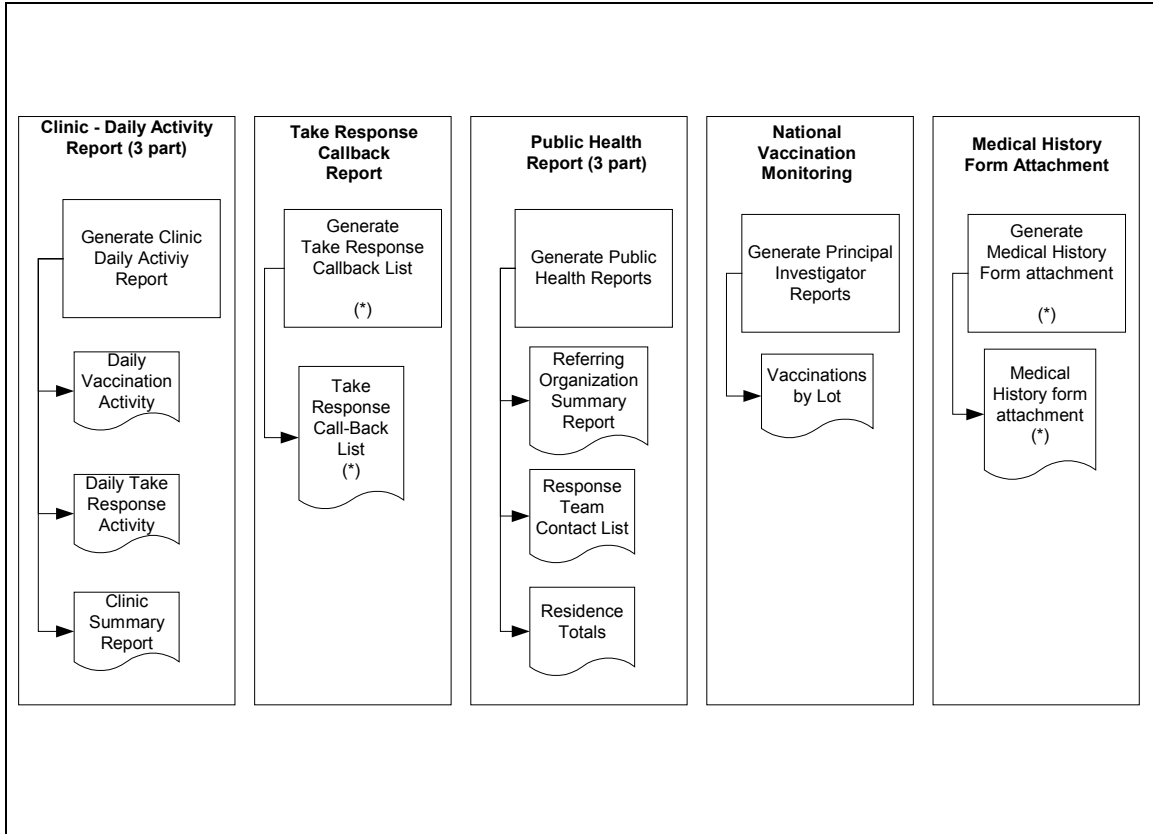 Clinic - Daily Activity
Report (3 part)
Generate Clinic
Daily Activiy
Report
Daily
Vaccination
Activity
Daily Take
Response
Activity
Clinic
Summary
Report
Take Response
Callback
Report
Generate
Take Response
Callback List
(*)
Take
Response
Call-Back
List
(*)
Public Health
Report (3 part)
Generate Public
Health Reports
Referring
Organization
Summary
Report
Response
Team
Contact List
Residence
Totals
National
Vaccination
Monitoring
Generate Principal
Investigator
Reports
Vaccinations
by Lot
Medical History
Form Attachment
Generate
Medical History
Form attachment
(*)
Medical
History form
attachment
(*)